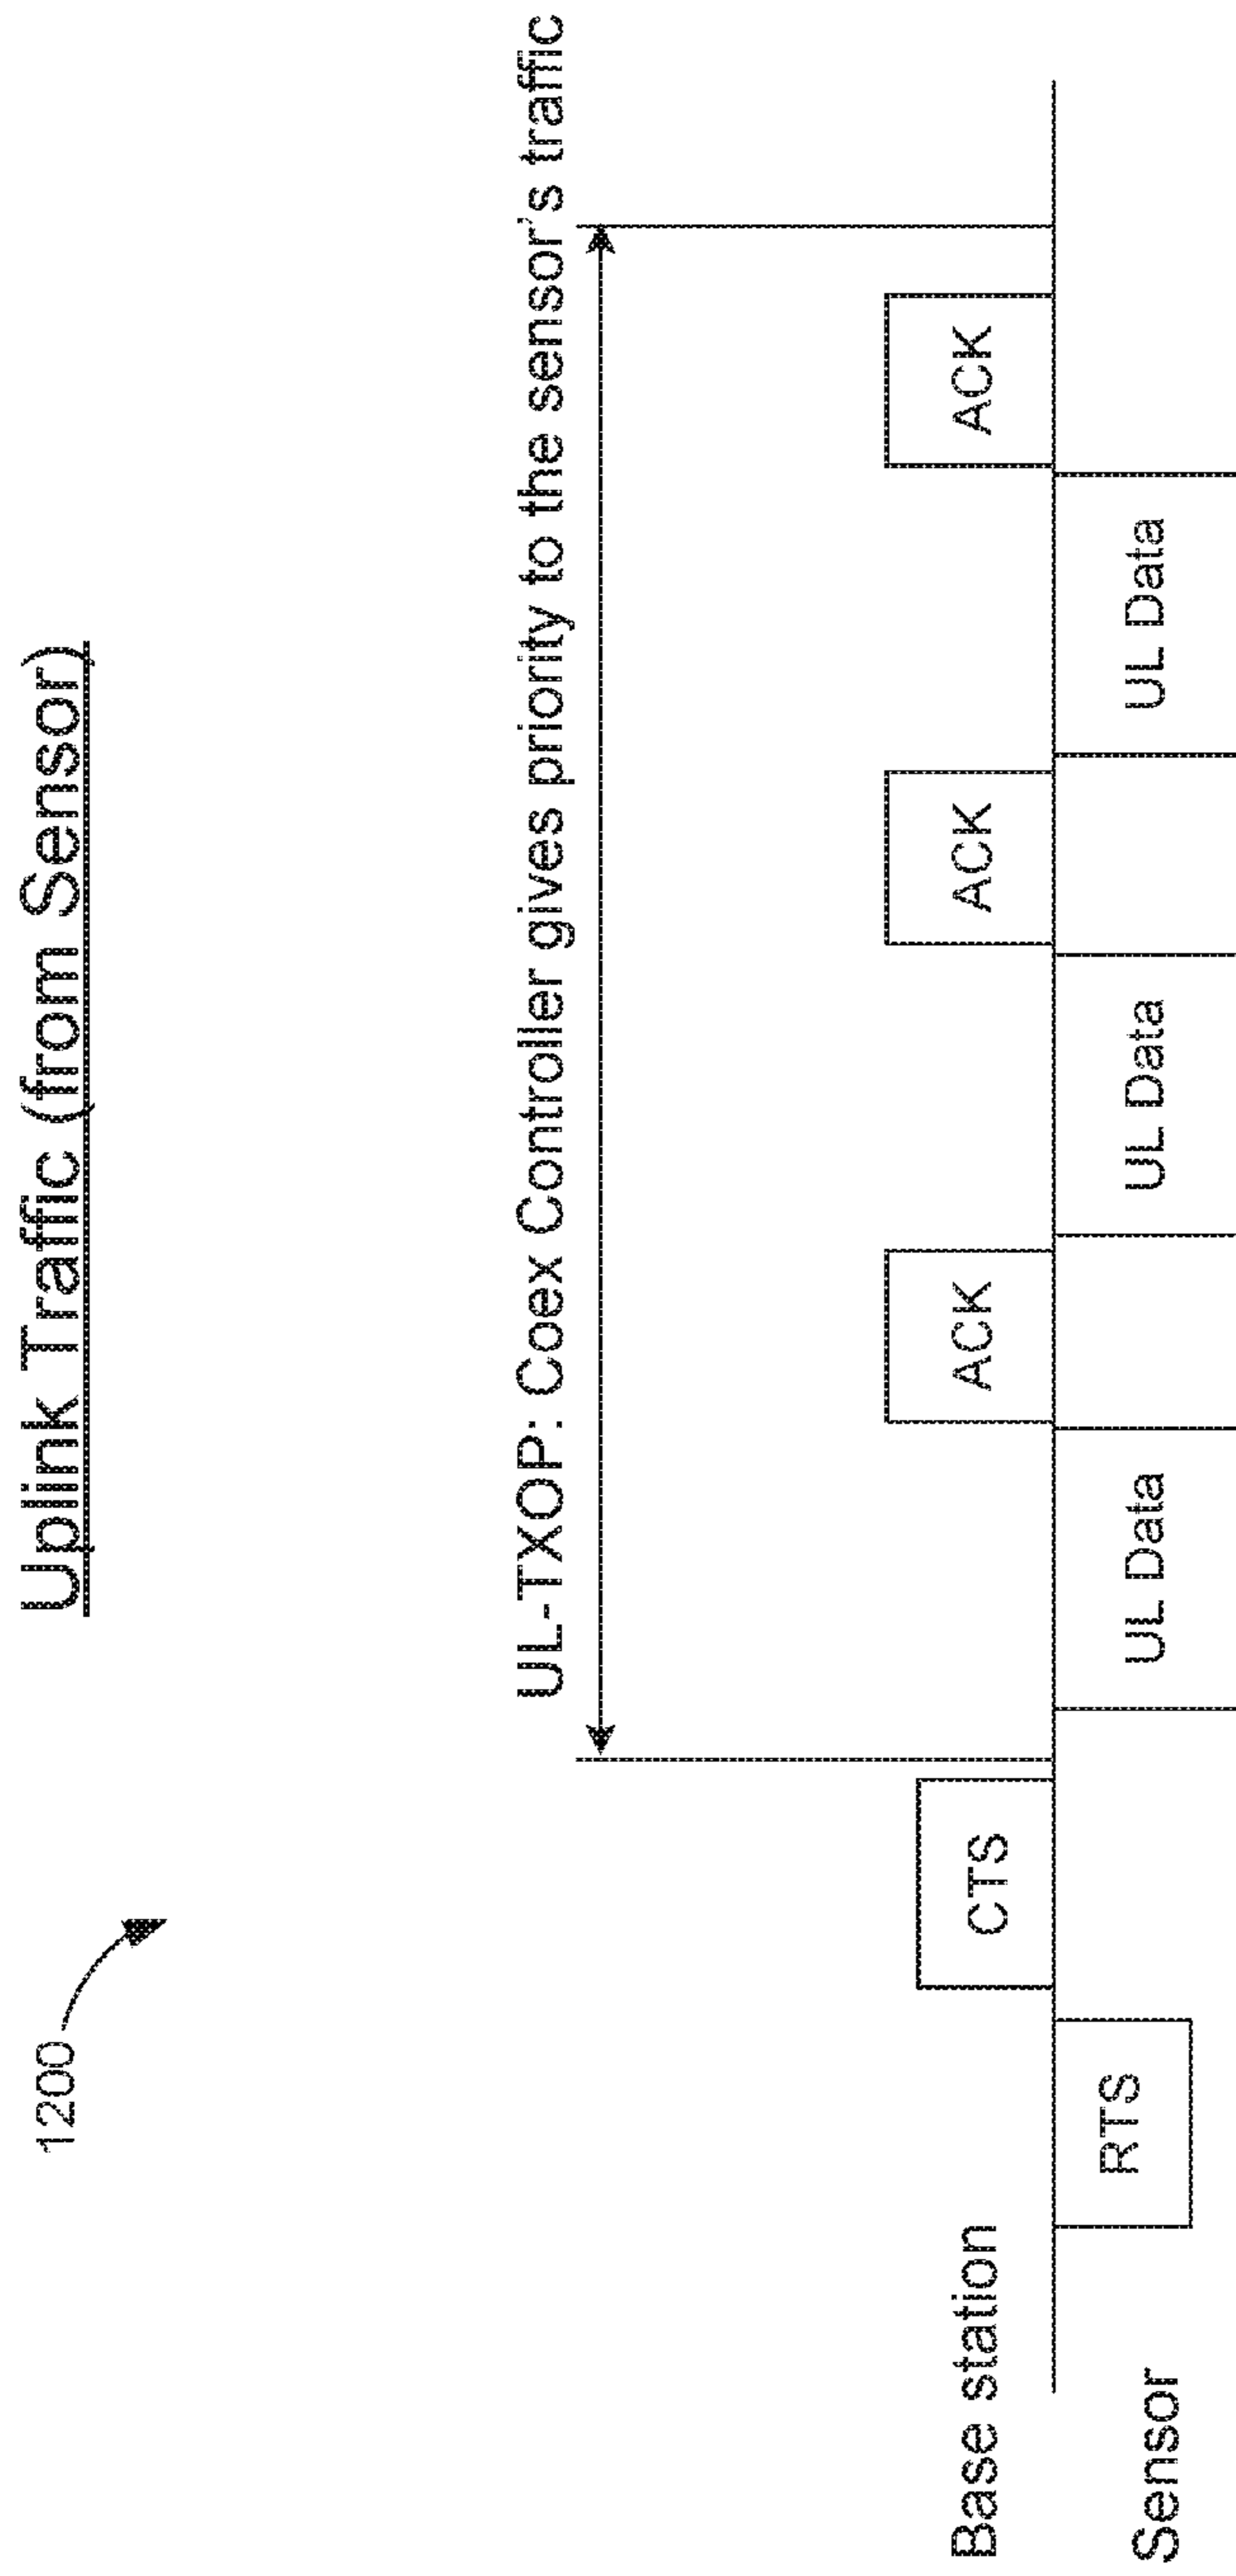 Uplink Traffic (from Sensor)
1200
UL-TXOP: Coex Controller gives priority to the sensor's traffic
Base station
CTS
ACK
ACK
ACK
Sensor
RTS
UL Data
UL Data
UL Data